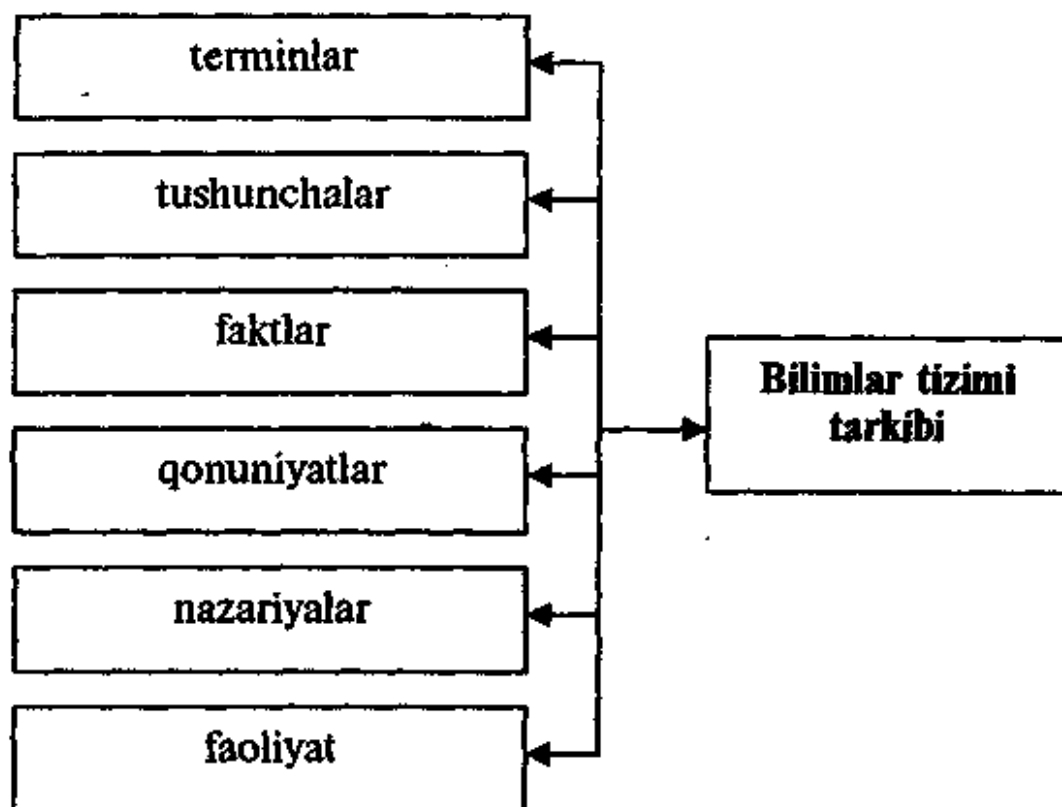 terminlar
tushunchalar
faktlar
qonuniyatlar
nazariyalar
faoliyat
Bilimlar tizimi
tarkibi